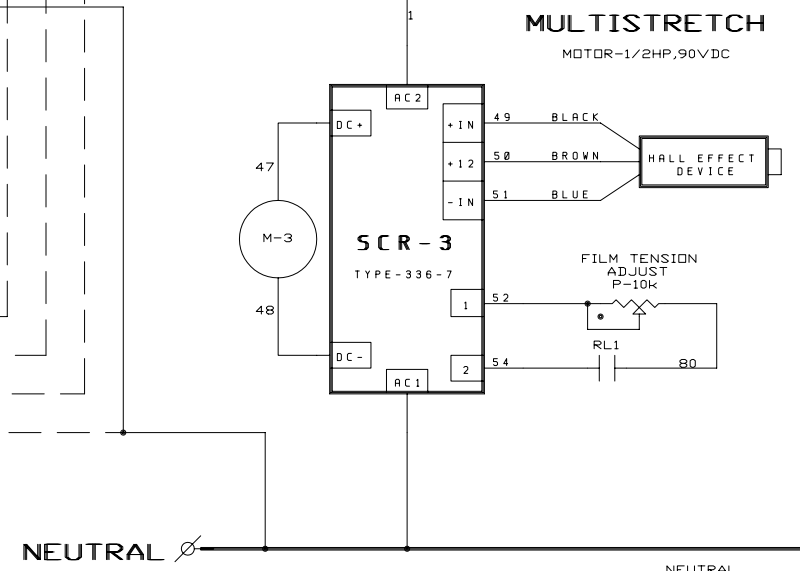 1
MULTISTRETCH
MOTOR-1/2HP,90VDC
AC2
DC+
+IN
49
BLACK
+12
50
BROWN
-IN
51
BLUE
HALL EFFECT
DEVICE
47
M-3
48
SCR-3
TYPE-336-7
FILM TENSION
ADJUST
P-10k
1
52
RL1
DC-
2
54
80
AC1
NEUTRAL
NEUTRAL